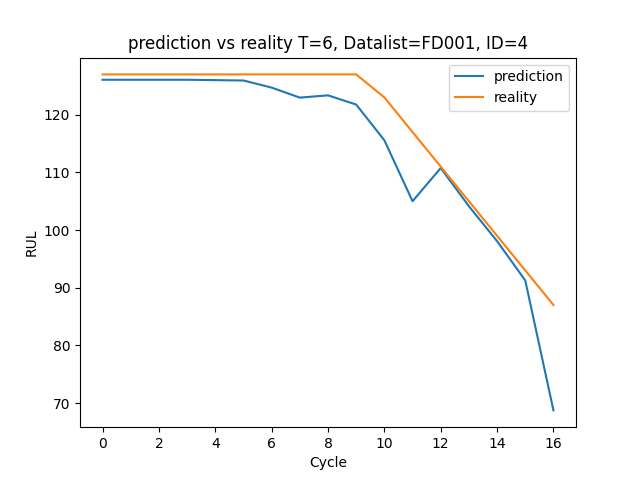 prediction vs reality T=6, Datalist=FD001, ID=4
prediction
reality
120
110
100
90
80
70
RUL
0 2 4 6 8 10 12 14 16
Cycle